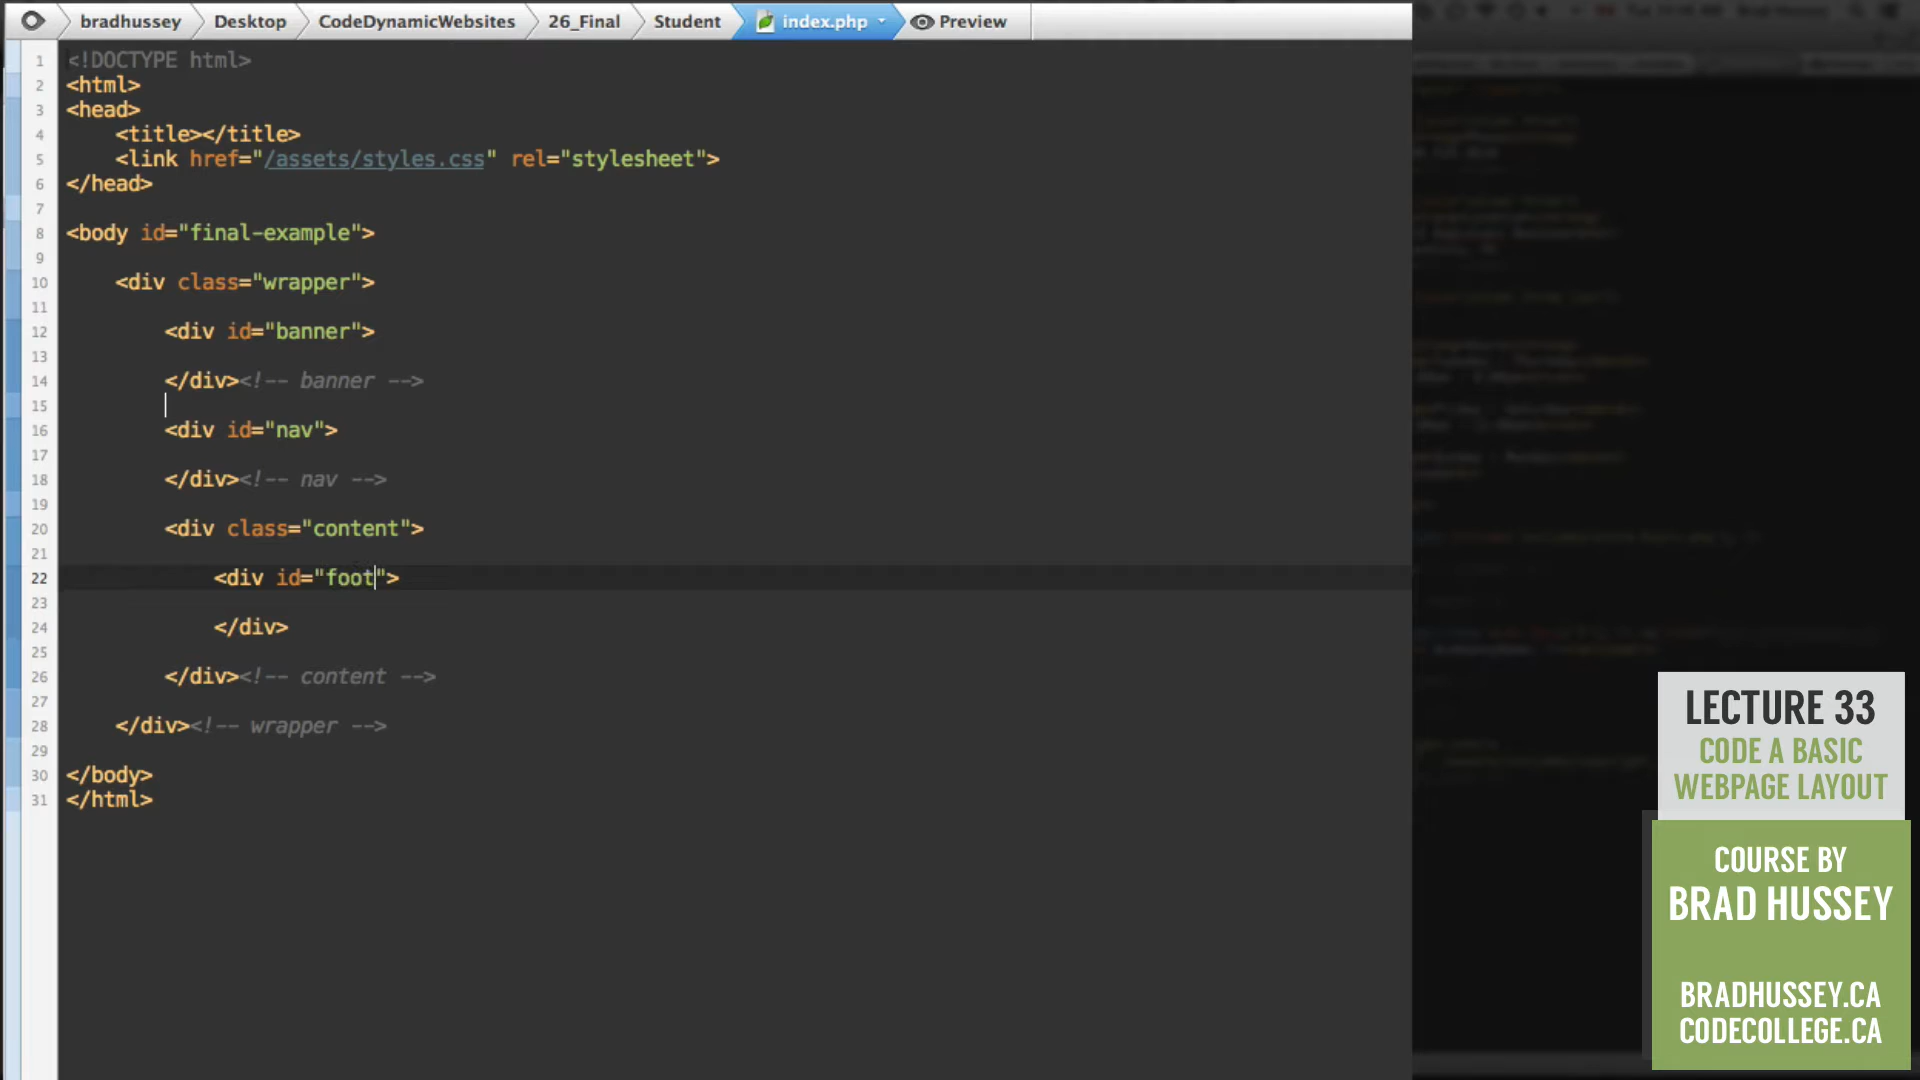 bradhussey Desktop CodeDynamicWebsites 26_Final Student index.php Preview
1 <!DOCTYPE html>
2 <html>
3 <head>
4 <title></title>
5 <link href="/assets/styles.css" rel="stylesheet">
6 </head>
7
8 <body id="final-example">
9
10 <div class="wrapper">
11
12 <div id="banner">
13
14 </div><!-- banner -->
15
16 <div id="nav">
17
18 </div><!-- nav -->
19
20 <div class="content">
21
22 <div id="foot">
23
24 </div>
25
26 </div><!-- content -->
27
28 </div><!-- wrapper -->
29
30 </body>
31 </html>
LECTURE 33
CODE A BASIC
WEBPAGE LAYOUT
COURSE BY
BRAD HUSSEY
BRADHUSSEY.CA
CODECOLLEGE.CA